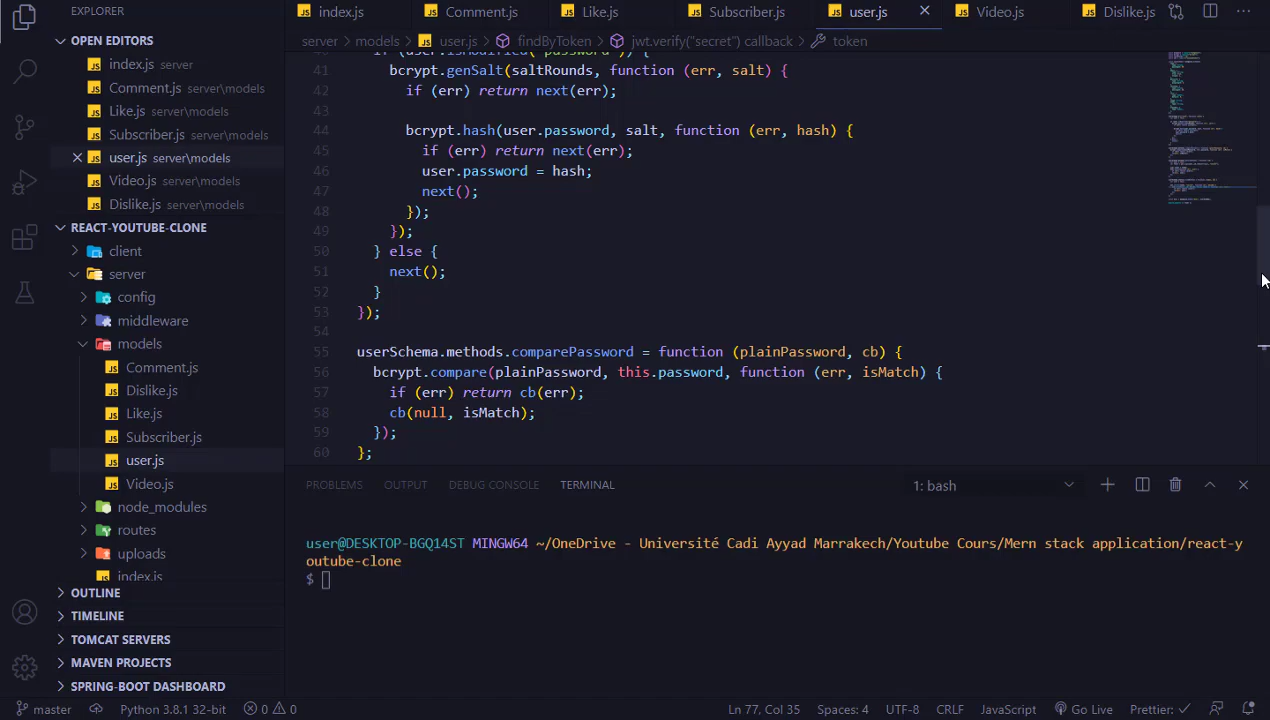 EXPLORER
OPEN EDITORS
index.js server
Comment.js server\models
Like.js server\models
Subscriber.js server\models
user.js server\models
Video.js server\models
Dislike.js server\models
REACT-YOUTUBE-CLONE
client
server
config
middleware
models
Comment.js
Dislike.js
Like.js
Subscriber.js
user.js
Video.js
node_modules
routes
uploads
index.js
OUTLINE
TIMELINE
TOMCAT SERVERS
MAVEN PROJECTS
SPRING-BOOT DASHBOARD
index.js Comment.js Like.js Subscriber.js user.js Video.js Dislike.js
server > models > user.js > findByToken > jwt.verify("secret") callback > token
if (user.isModified("password")) {
41 bcrypt.genSalt(saltRounds, function (err, salt) {
42 if (err) return next(err);
43
44 bcrypt.hash(user.password, salt, function (err, hash) {
45 if (err) return next(err);
46 user.password = hash;
47 next();
48 });
49 });
50 } else {
51 next();
52 }
53 });
54
55 userSchema.methods.comparePassword = function (plainPassword, cb) {
56 bcrypt.compare(plainPassword, this.password, function (err, isMatch) {
57 if (err) return cb(err);
58 cb(null, isMatch);
59 });
60 };
PROBLEMS OUTPUT DEBUG CONSOLE TERMINAL 1: bash
user@DESKTOP-BGQ14ST MINGW64 ~/OneDrive - Université Cadi Ayyad Marrakech/Youtube Cours/Mern stack application/react-y
outube-clone
$
master Python 3.8.1 32-bit 0 0 Ln 77, Col 35 Spaces: 4 UTF-8 CRLF JavaScript Go Live Prettier: ✓